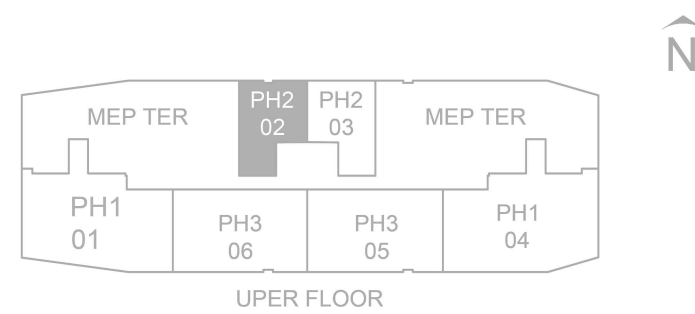 N
PH2
02
PH2
03
MEP TER
MEP TER
PH1
01
PH3
06
PH3
05
PH1
04
UPER FLOOR